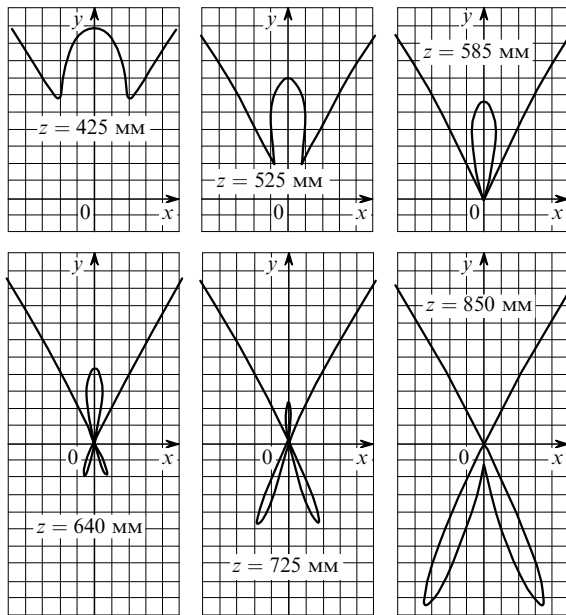 y
z = 425 мм
0
x
y
z = 525 мм
0
x
y
z = 585 мм
0
x
y
0
x
z = 640 мм
y
0
x
z = 725 мм
y
z = 850 мм
0
x